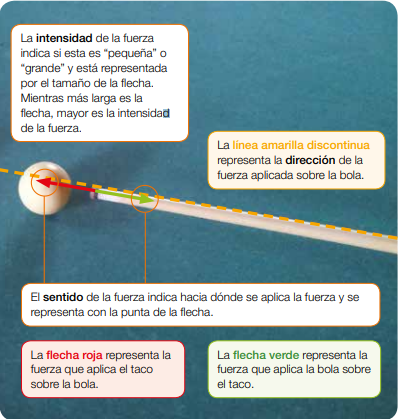 La intensidad de la fuerza
indica si esta es “pequeña” o
“grande” y está representada
por el tamaño de la flecha.
Mientras más larga es la
flecha, mayor es la intensidad
de la fuerza.
La línea amarilla discontinua
representa la dirección de la
fuerza aplicada sobre la bola.
El sentido de la fuerza indica hacia dónde se aplica la fuerza y se
representa con la punta de la flecha.
La flecha roja representa la
fuerza que aplica el taco
sobre la bola.
La flecha verde representa la
fuerza que aplica la bola sobre
el taco.